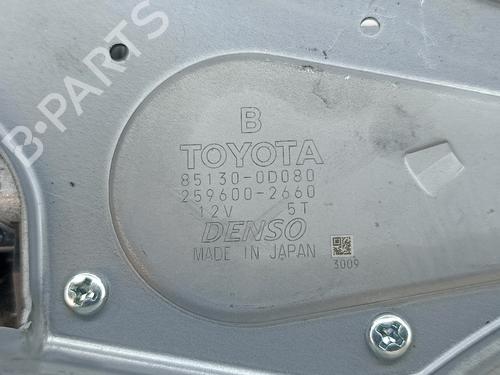 B-PARTS
B
TOYOTA
85130-0D080
259600-2660
12V 5T
DENSO
MADE IN JAPAN
3009